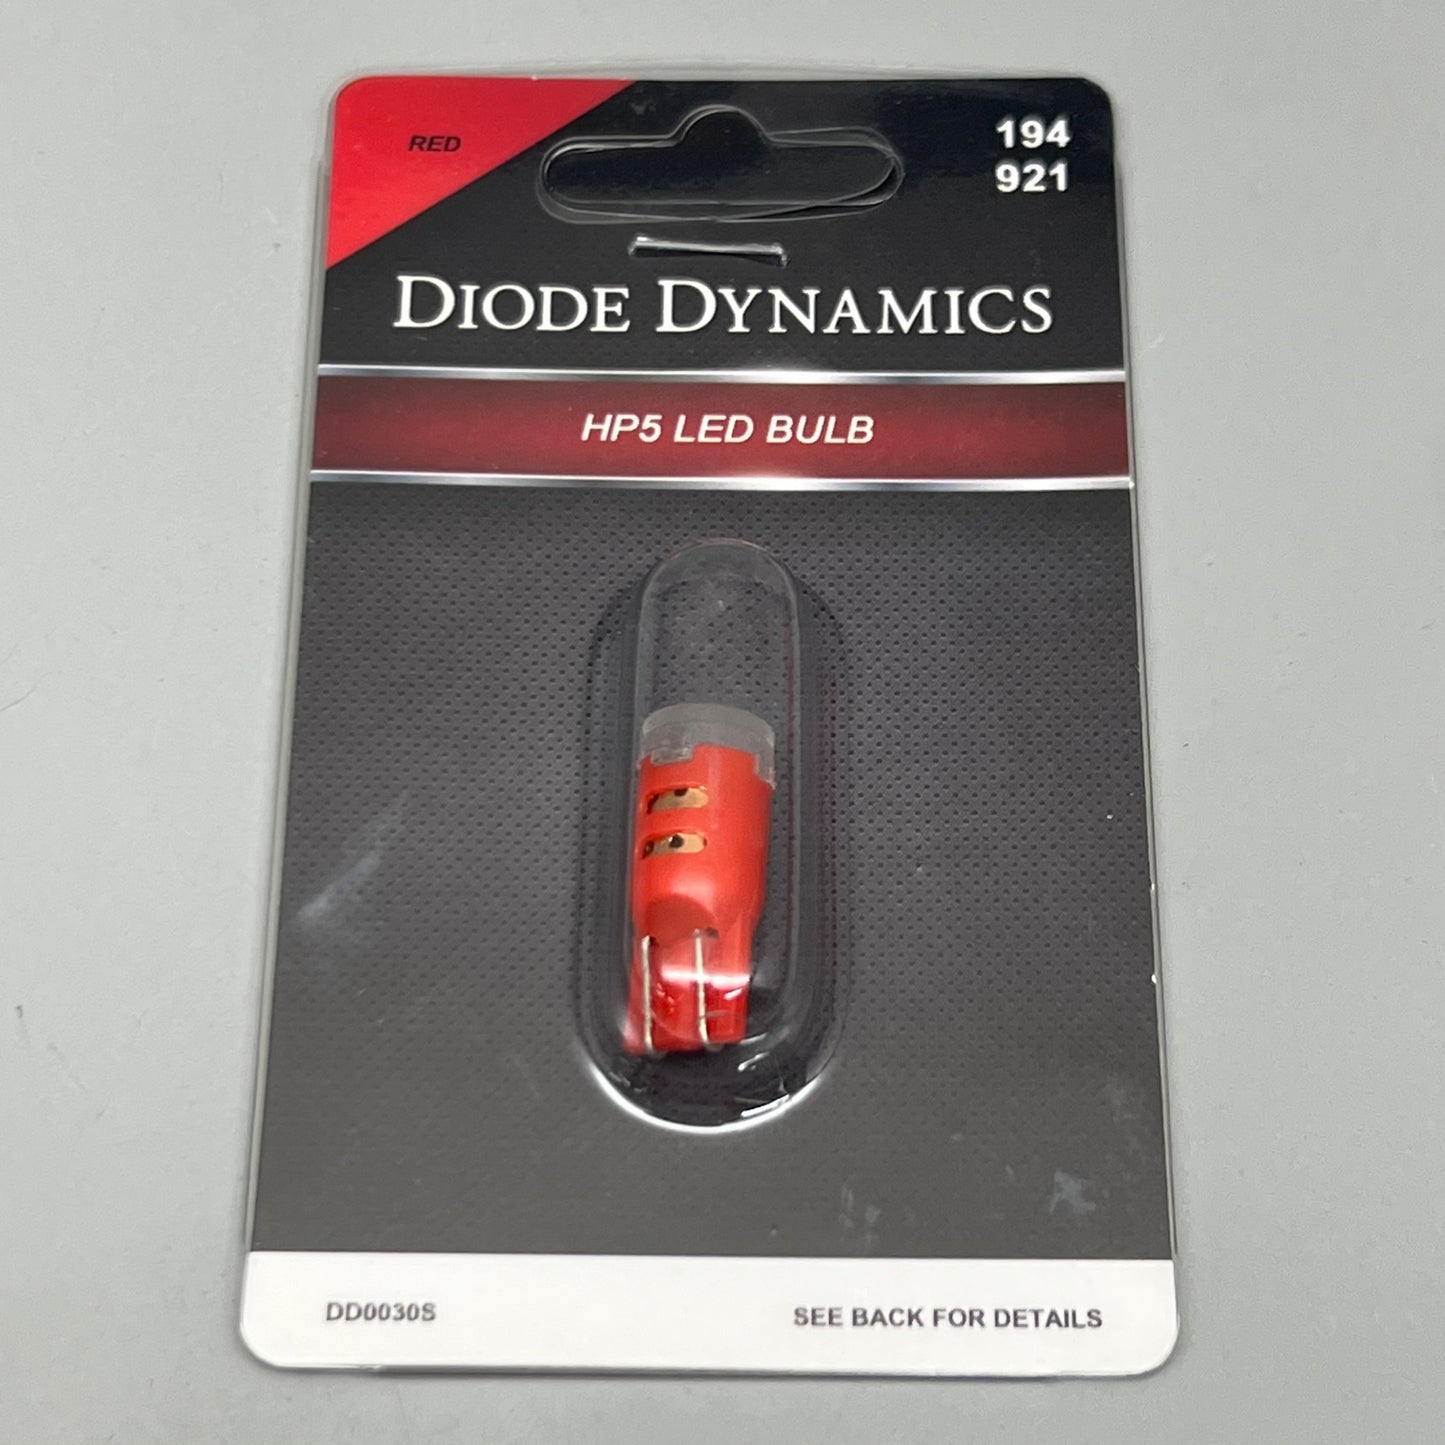 RED
194
921
DIODE DYNAMICS
HP5 LED BULB
DD0030S
SEE BACK FOR DETAILS